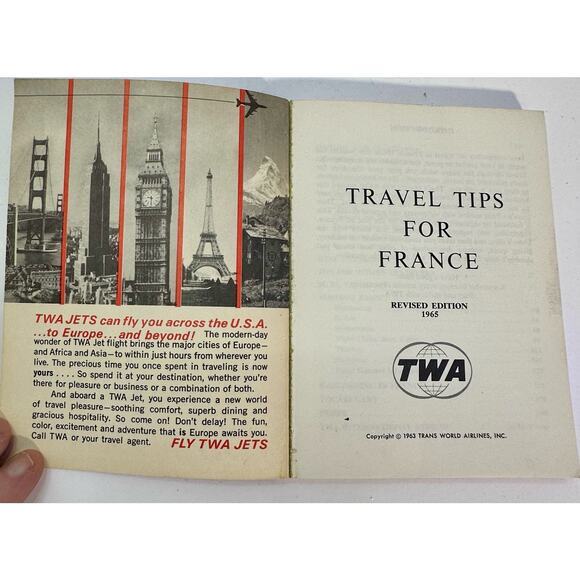 TWA JETS can fly you across the U.S.A.
...to Europe...and beyond! The modern-day
wonder of TWA Jet flight brings the major cities of Europe—
and Africa and Asia—to within just hours from wherever you
live. The precious time you once spent in traveling is now
yours .... So spend it at your destination, whether you're
there for pleasure or business or a combination of both.
And aboard a TWA Jet, you experience a new world
of travel pleasure—soothing comfort, superb dining and
gracious hospitality. So come on! Don't delay! The fun,
color, excitement and adventure that is Europe awaits you.
Call TWA or your travel agent. FLY TWA JETS
TRAVEL TIPS
FOR
FRANCE
REVISED EDITION
1965
TWA
Copyright © 1963 TRANS WORLD AIRLINES, INC.